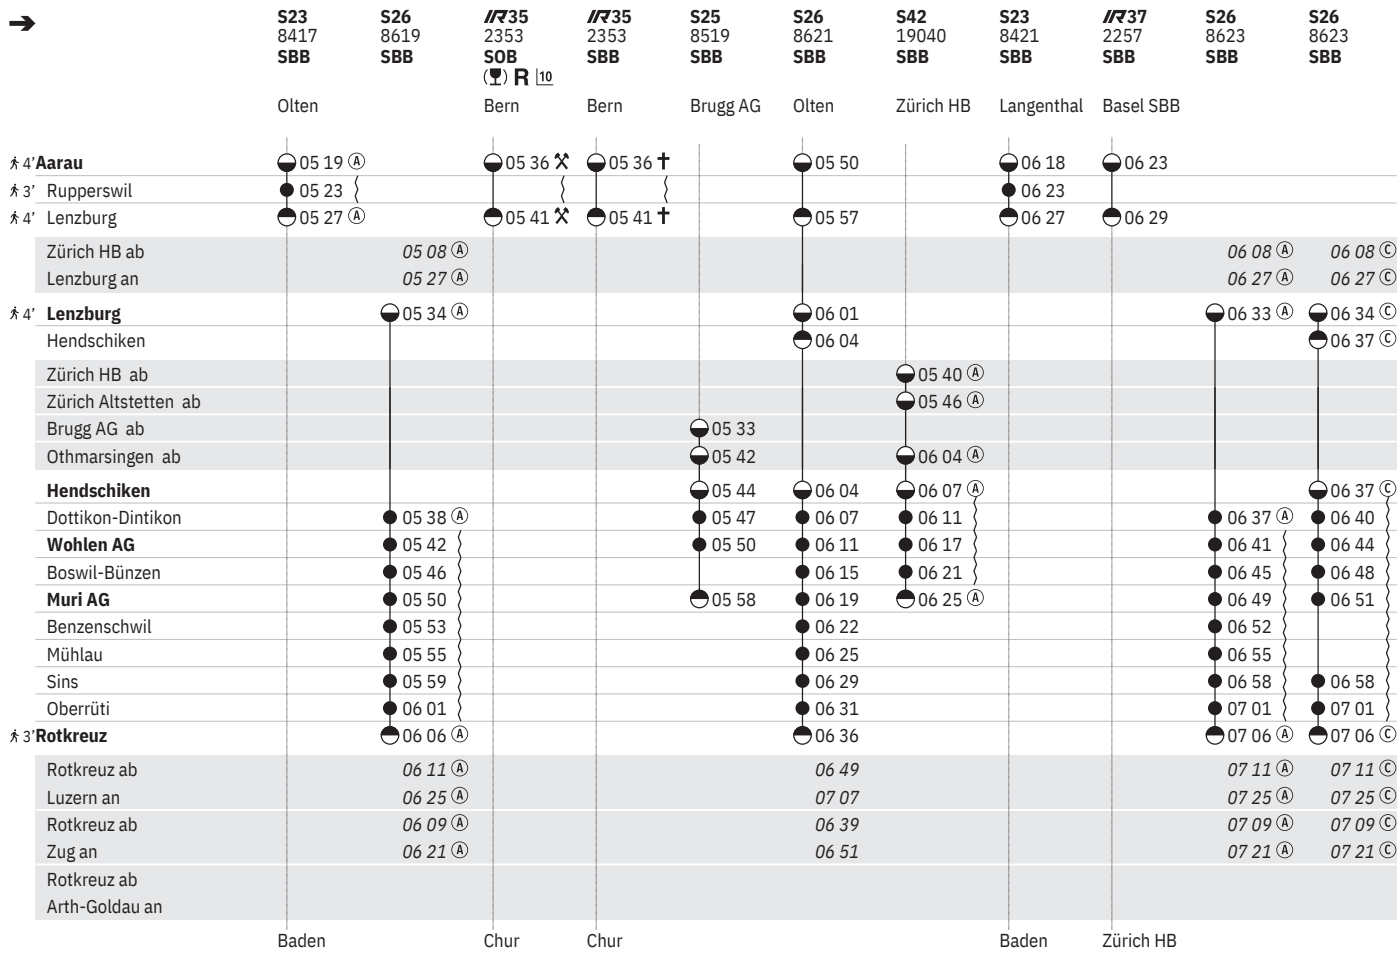 S23 S26 IR35 IR35 S25 S26 S42 S23 IR37 S26 S26
8417 8619 2353 2353 8519 8621 19040 8421 2257 8623 8623
SBB SBB SOB SBB SBB SBB SBB SBB SBB SBB SBB
R 10
Olten Bern Bern Brugg AG Olten Zürich HB Langenthal Basel SBB
4' Aarau 05 19 A 05 36 05 36 05 50 06 18 06 23
3' Rupperswil 05 23 06 23
4' Lenzburg 05 27 A 05 41 05 41 05 57 06 27 06 29
Zürich HB ab 05 08 A 06 08 A 06 08 C
Lenzburg an 05 27 A 06 27 A 06 27 C
4' Lenzburg 05 34 A 06 01 06 33 A 06 34 C
Hendschiken 06 04 06 37 C
Zürich HB ab 05 40 A
Zürich Altstetten ab 05 46 A
Brugg AG ab 05 33
Othmarsingen ab 05 42 06 04 A
Hendschiken 05 44 06 04 06 07 A 06 37 C
Dottikon-Dintikon 05 38 A 05 47 06 07 06 11 06 37 A 06 40
Wohlen AG 05 42 05 50 06 11 06 17 06 41 06 44
Boswil-Bünzen 05 46 06 15 06 21 06 45 06 48
Muri AG 05 50 05 58 06 19 06 25 A 06 49 06 51
Benzenschwil 05 53 06 22 06 52
Mühlau 05 55 06 25 06 55
Sins 05 59 06 29 06 58 06 58
Oberrüti 06 01 06 31 07 01 07 01
3' Rotkreuz 06 06 A 06 36 07 06 A 07 06 C
Rotkreuz ab 06 11 A 06 49 07 11 A 07 11 C
Luzern an 06 25 A 07 07 07 25 A 07 25 C
Rotkreuz ab 06 09 A 06 39 07 09 A 07 09 C
Zug an 06 21 A 06 51 07 21 A 07 21 C
Rotkreuz ab
Arth-Goldau an
Baden Chur Chur Baden Zürich HB